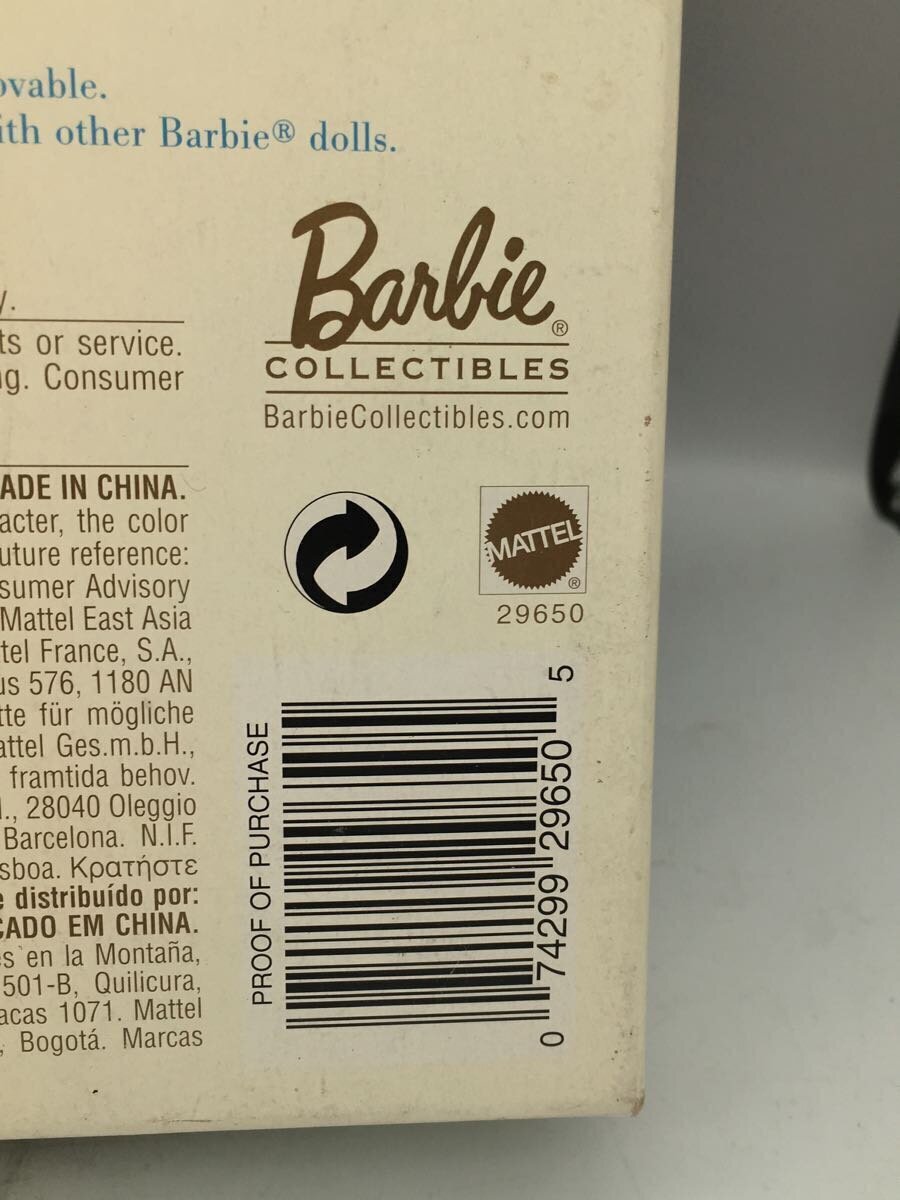 ovable.
ith other Barbie® dolls.
y.
ts or service.
ng. Consumer
Barbie®
COLLECTIBLES
BarbieCollectibles.com
ADE IN CHINA.
acter, the color
uture reference:
sumer Advisory
Mattel East Asia
tel France, S.A.,
us 576, 1180 AN
tte für mögliche
attel Ges.m.b.H.,
framtida behov.
I., 28040 Oleggio
Barcelona. N.I.F.
sboa. Κρατήστε
e distribuído por:
CADO EM CHINA.
es en la Montaña,
501-B, Quilicura,
acas 1071. Mattel
, Bogotá. Marcas
MATTEL®
29650
PROOF OF PURCHASE
0 74299 29650 5